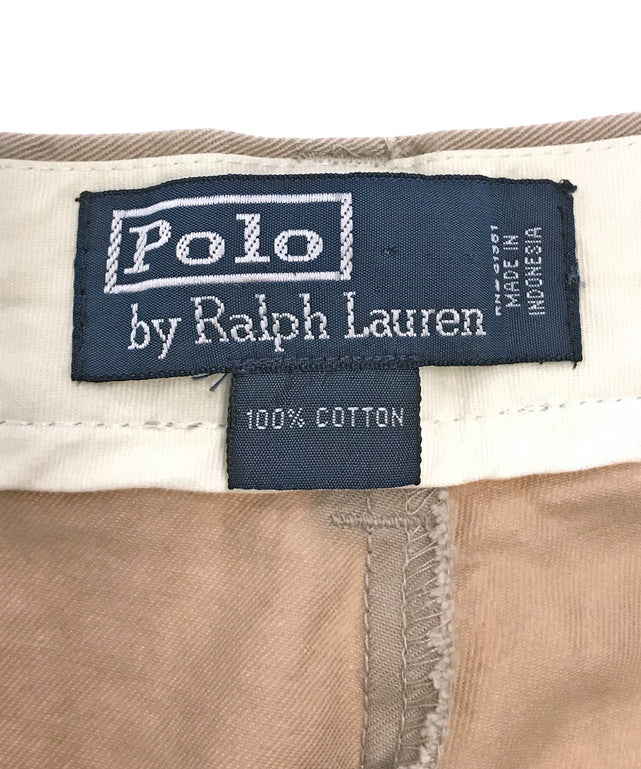 Polo
by Ralph Lauren
MADE IN
INDONESIA
100% COTTON